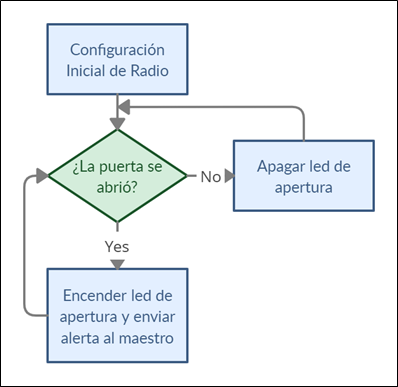 Configuración
Inicial de Radio
¿La puerta se
abrió?
No
Apagar led de
apertura
Yes
Encender led de
apertura y enviar
alerta al maestro